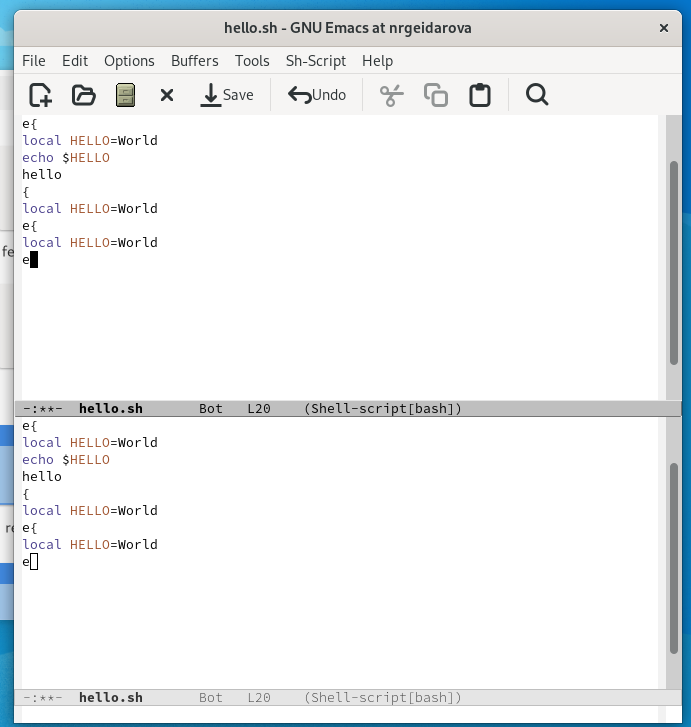 hello.sh - GNU Emacs at nrgeidarova ×
File Edit Options Buffers Tools Sh-Script Help
Save Undo
e{
local HELLO=World
echo $HELLO
hello
{
local HELLO=World
e{
local HELLO=World
e
-:**- hello.sh Bot L20 (Shell-script[bash])
e{
local HELLO=World
echo $HELLO
hello
{
local HELLO=World
e{
local HELLO=World
e
-:**- hello.sh Bot L20 (Shell-script[bash])
fe
re